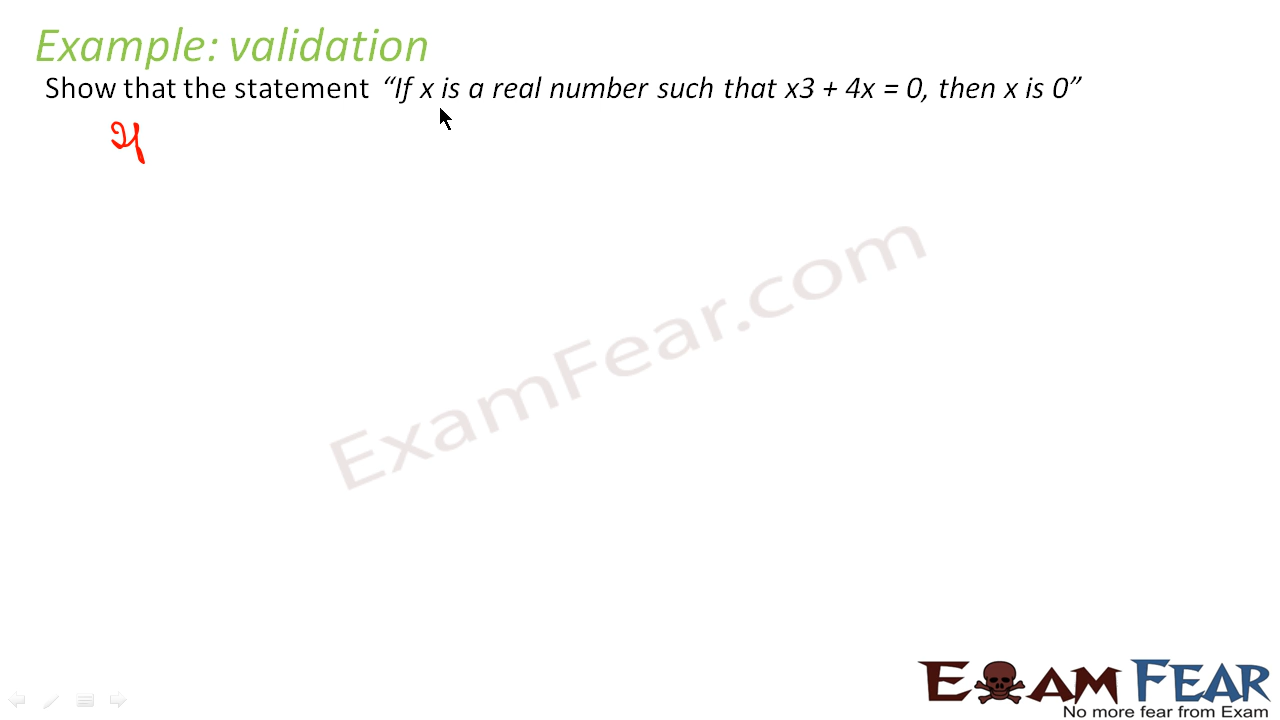 Example: validation
Show that the statement “If x is a real number such that x3 + 4x = 0, then x is 0”
ExamFear.com
EXAM FEAR
No more fear from Exam